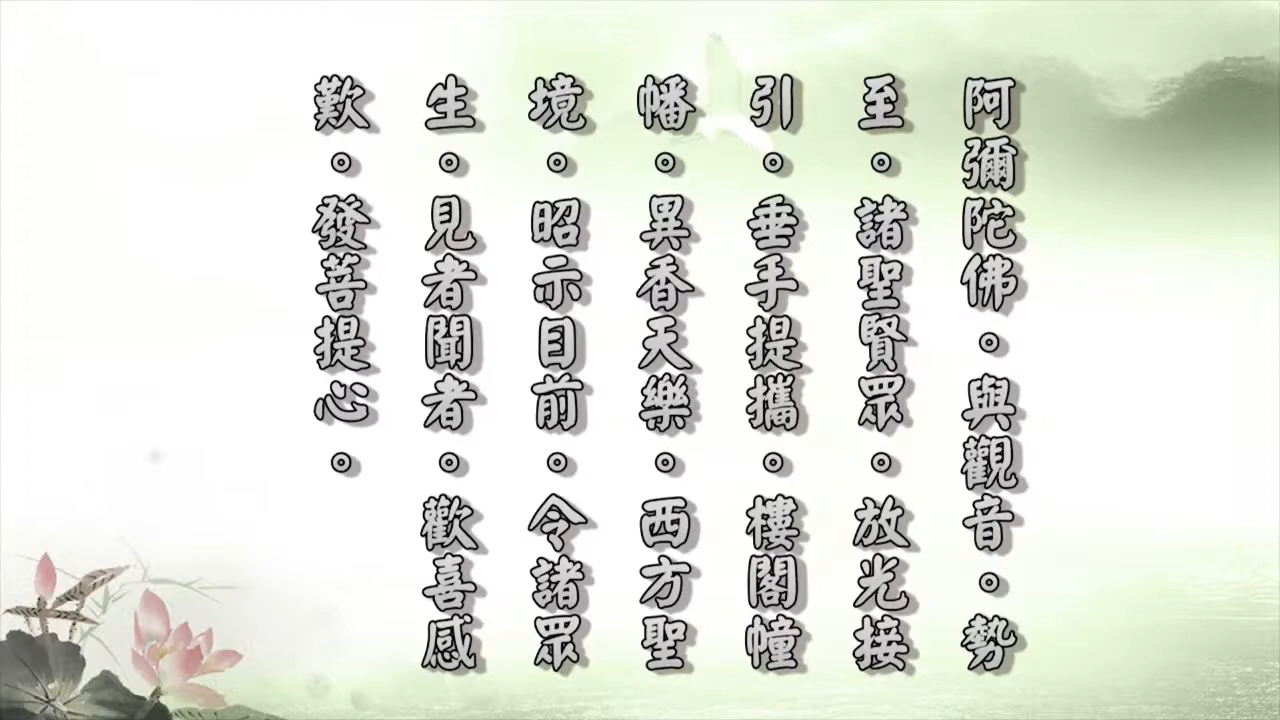 阿彌陀佛。與觀音。勢
至。諸聖賢眾。放光接
引。垂手提攜。樓閣幢
幡。異香天樂。西方聖
境。昭示目前。令諸眾
生。見者聞者。歡喜感
歎。發菩提心。